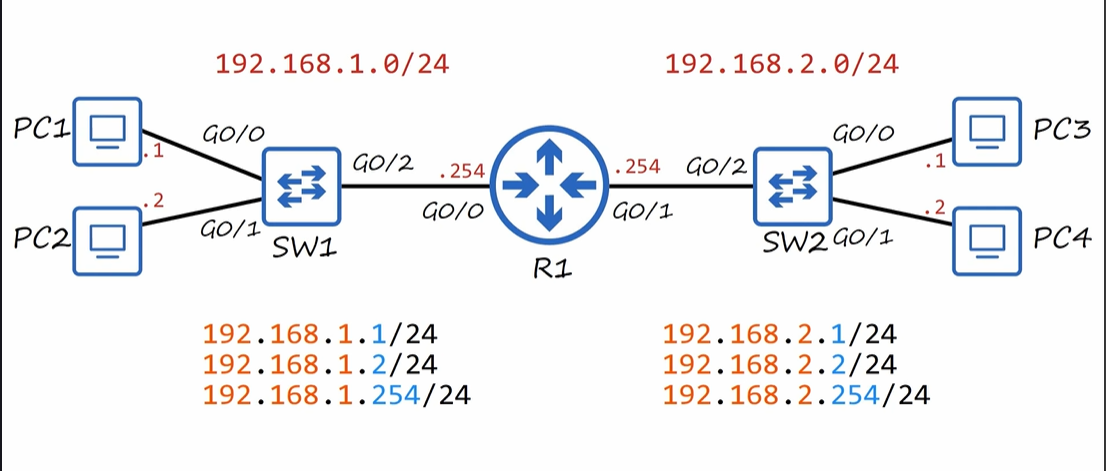 192.168.1.0/24
192.168.2.0/24
PC1
.1
G0/0
PC2
.2
G0/1
SW1
G0/2
.254
G0/0
R1
.254
G0/1
G0/2
SW2
G0/0
.1
PC3
G0/1
.2
PC4
192.168.1.1/24
192.168.1.2/24
192.168.1.254/24
192.168.2.1/24
192.168.2.2/24
192.168.2.254/24